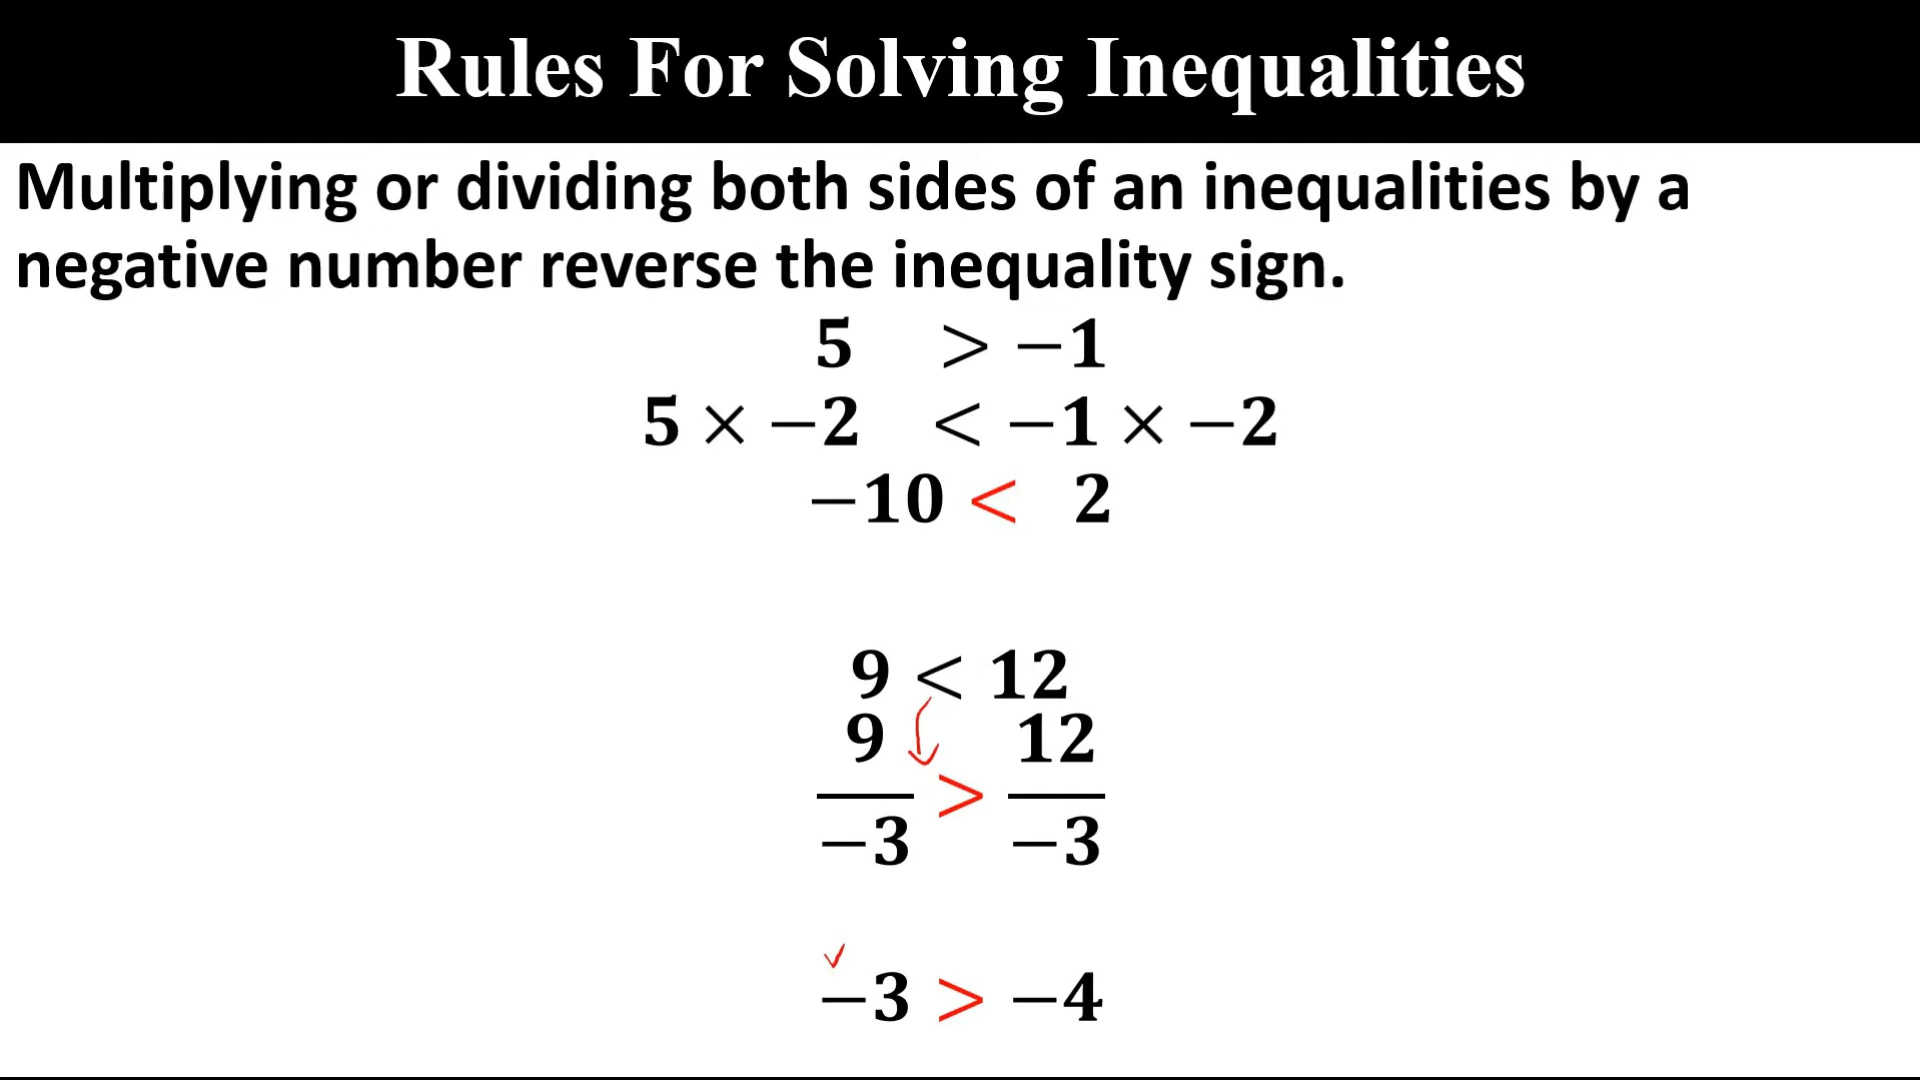 Rules For Solving Inequalities
Multiplying or dividing both sides of an inequalities by a
negative number reverse the inequality sign.
5 > −1
5 × −2 < −1 × −2
−10 < 2
9 < 12
9 12
>
−3 −3
−3 > −4